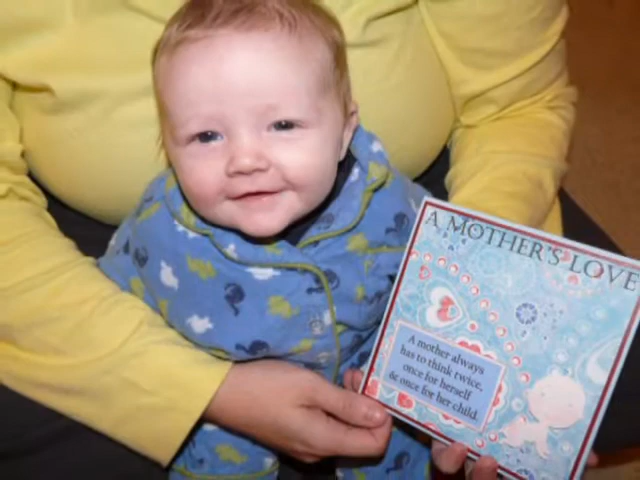 A MOTHER'S LOVE
A mother always
has to think twice,
once for herself
& once for her child.